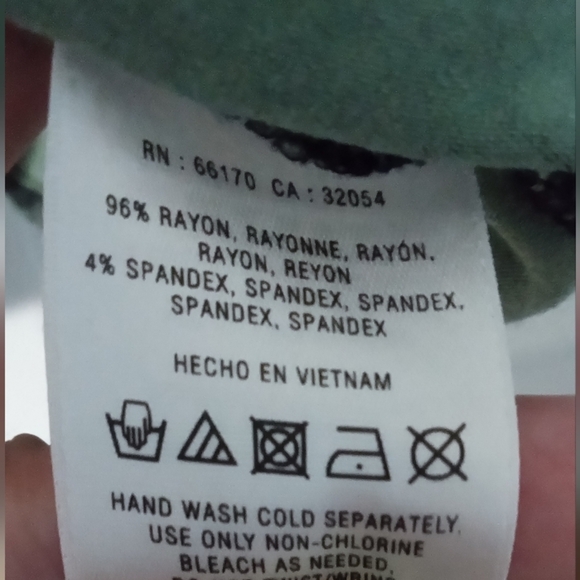 RN : 66170 CA : 32054
96% RAYON, RAYONNE, RAYÓN,
RAYON, REYON
4% SPANDEX, SPANDEX, SPANDEX,
SPANDEX, SPANDEX
HECHO EN VIETNAM
HAND WASH COLD SEPARATELY.
USE ONLY NON-CHLORINE
BLEACH AS NEEDED.